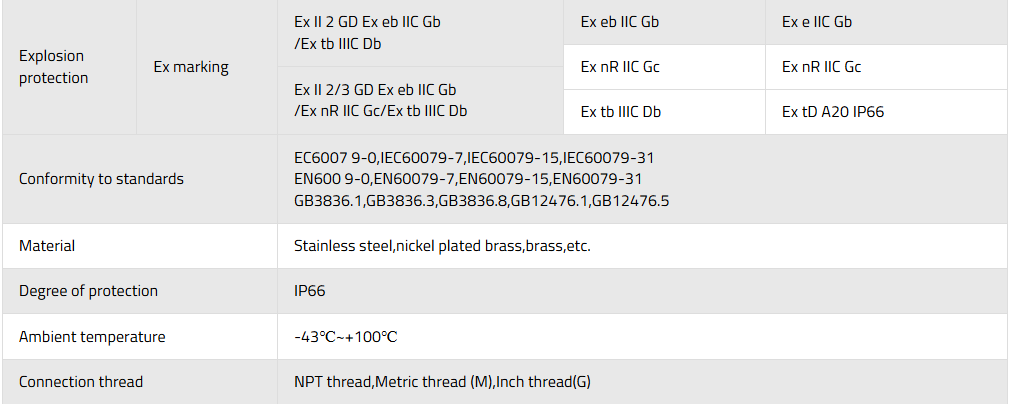 Explosion
protection
Ex marking
Ex II 2 GD Ex eb IIC Gb
/Ex tb IIIC Db
Ex II 2/3 GD Ex eb IIC Gb
/Ex nR IIC Gc/Ex tb IIIC Db
Ex eb IIC Gb
Ex e IIC Gb
Ex nR IIC Gc
Ex nR IIC Gc
Ex tb IIIC Db
Ex tD A20 IP66
Conformity to standards
EC6007 9-0,IEC60079-7,IEC60079-15,IEC60079-31
EN600 9-0,EN60079-7,EN60079-15,EN60079-31
GB3836.1,GB3836.3,GB3836.8,GB12476.1,GB12476.5
Material
Stainless steel,nickel plated brass,brass,etc.
Degree of protection
IP66
Ambient temperature
-43℃~+100℃
Connection thread
NPT thread,Metric thread (M),Inch thread(G)